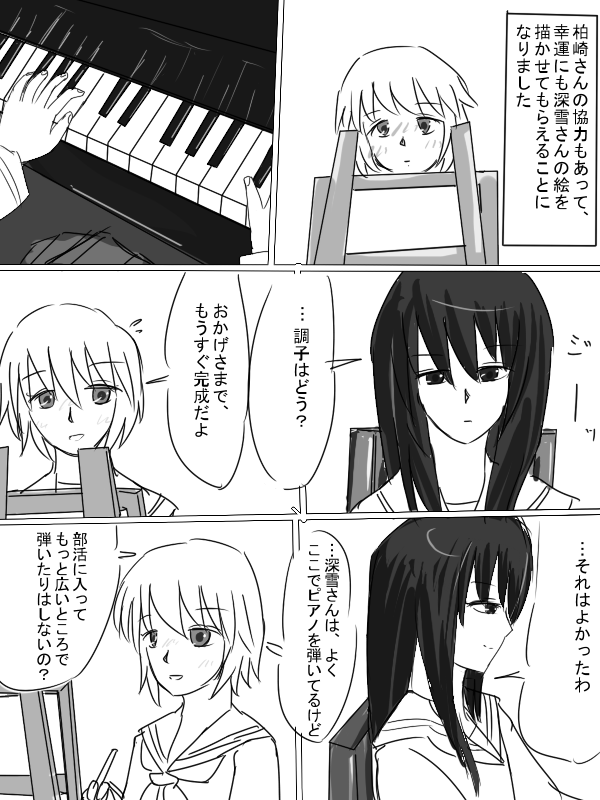 柏崎さんの協力もあって、
幸運にも深雪さんの絵を
描かせてもらえることに
なりました
ジーッ
…調子はどう?
おかげさまで、
もうすぐ完成だよ
…それはよかったわ
…深雪さんは、よく
ここでピアノを弾いてるけど
部活に入って
もっと広いところで
弾いたりはしないの?